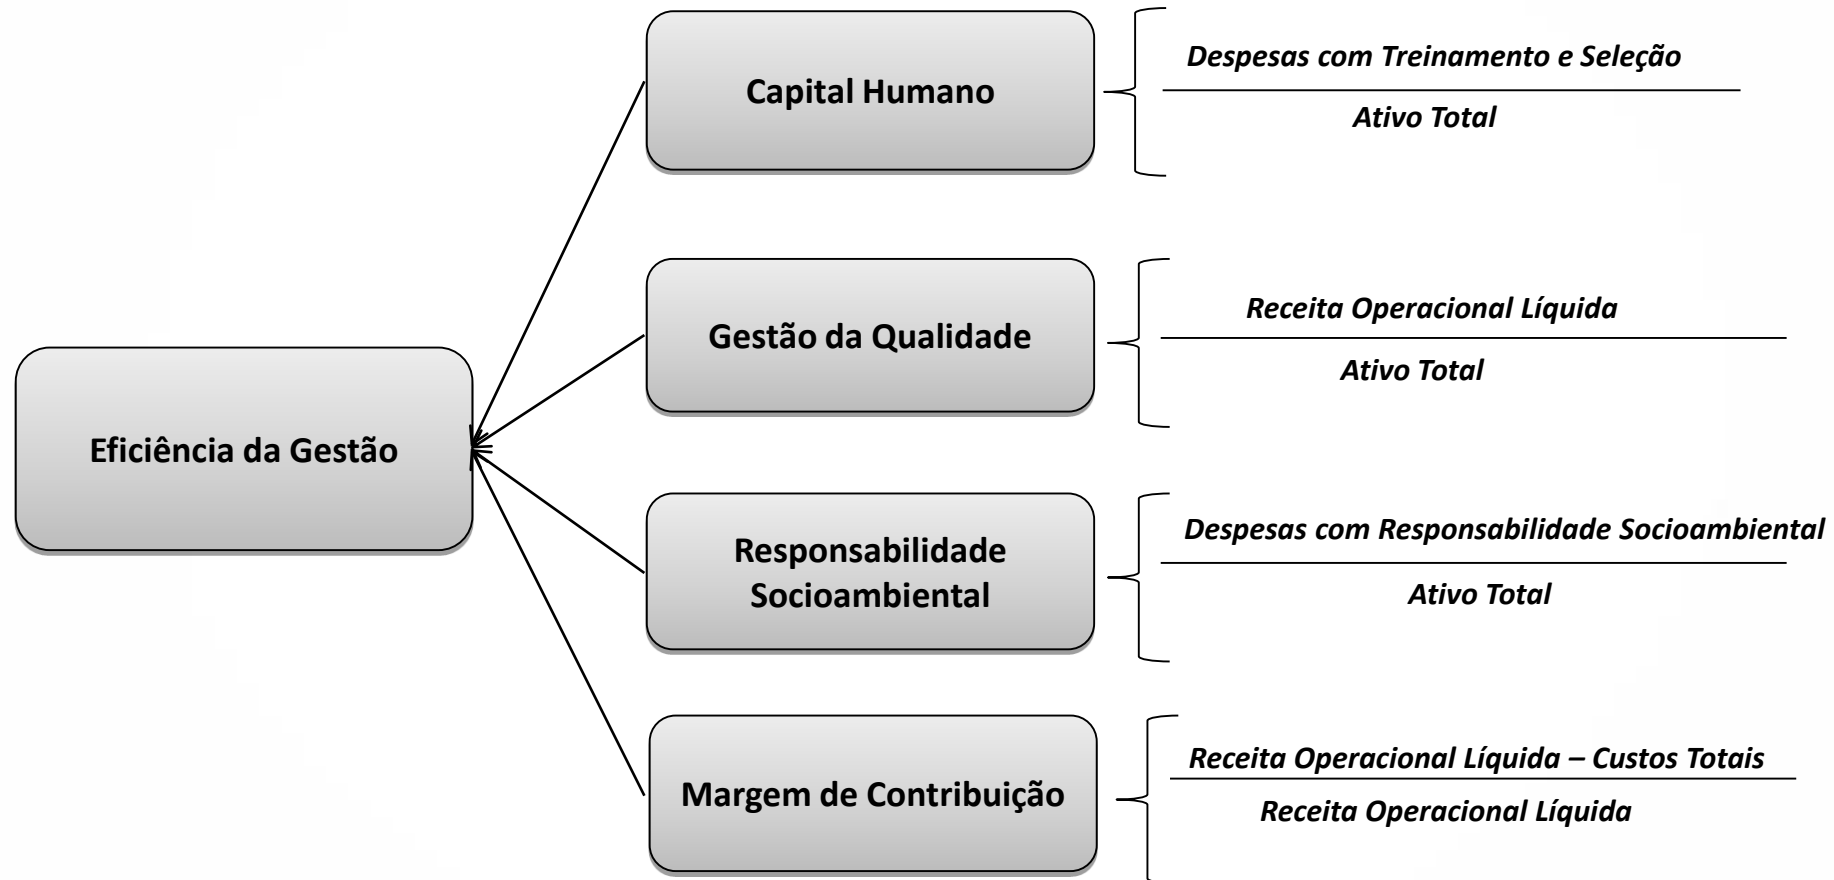 Capital Humano
Despesas com Treinamento e Seleção
Ativo Total
Gestão da Qualidade
Receita Operacional Líquida
Ativo Total
Eficiência da Gestão
Responsabilidade
Socioambiental
Despesas com Responsabilidade Socioambiental
Ativo Total
Margem de Contribuição
Receita Operacional Líquida – Custos Totais
Receita Operacional Líquida